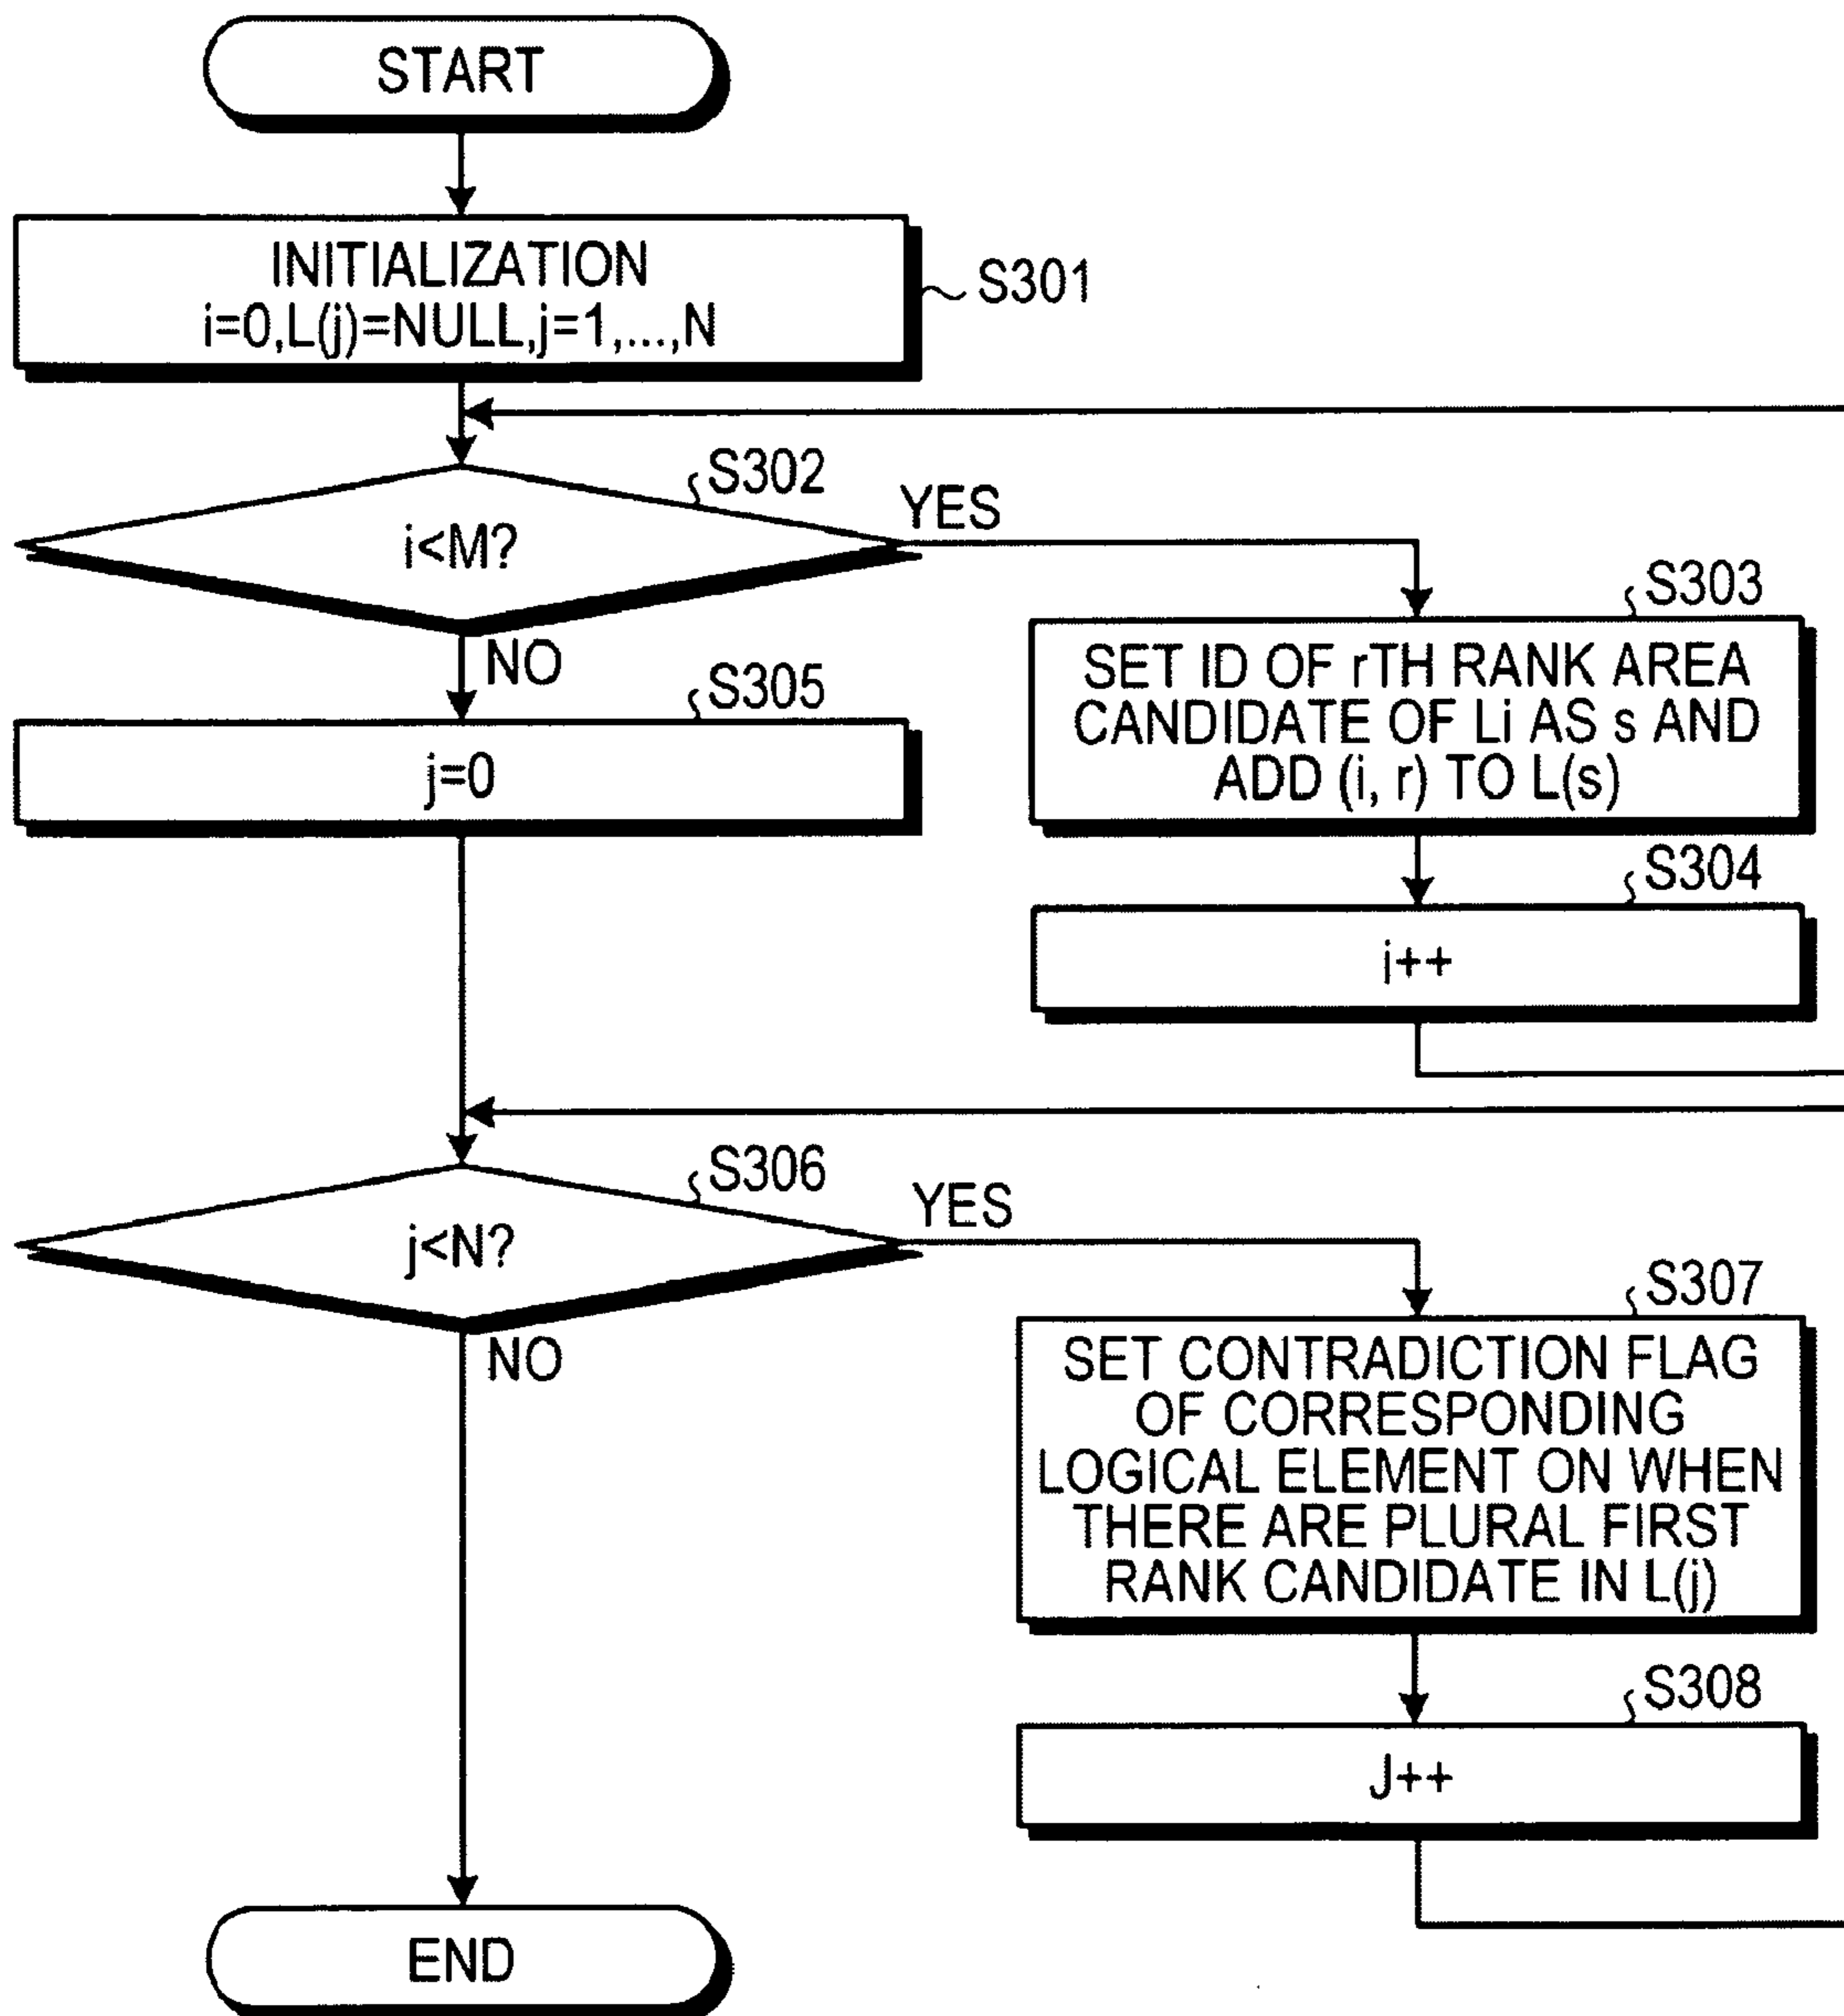 START
INITIALIZATION
i=0,L(j)=NULL,j=1,...,N
S301
S302
i<M?
YES
NO
S303
SET ID OF rTH RANK AREA
CANDIDATE OF Li AS s AND
ADD (i, r) TO L(s)
S304
i++
S305
j=0
S306
j<N?
YES
NO
S307
SET CONTRADICTION FLAG
OF CORRESPONDING
LOGICAL ELEMENT ON WHEN
THERE ARE PLURAL FIRST
RANK CANDIDATE IN L(j)
S308
J++
END